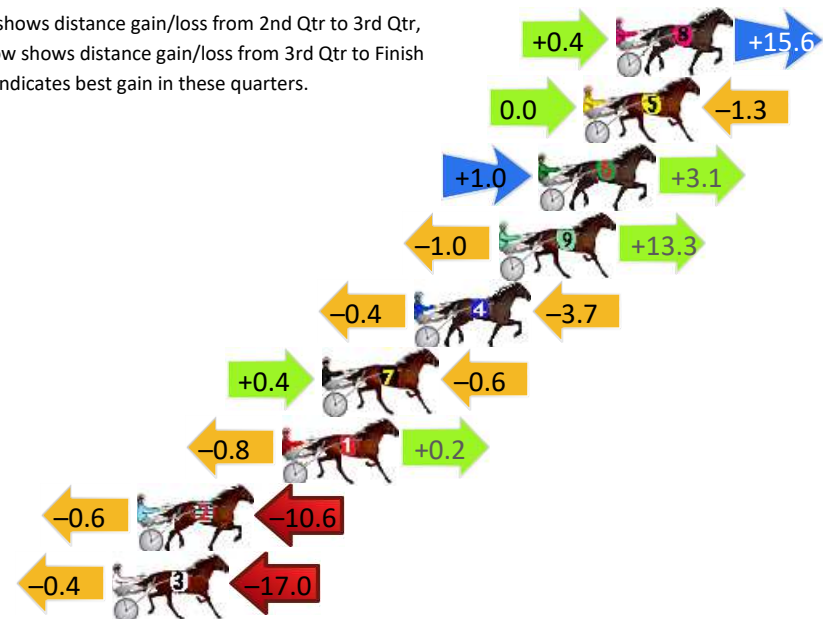 shows distance gain/loss from 2nd Qtr to 3rd Qtr,
ow shows distance gain/loss from 3rd Qtr to Finish
ndicates best gain in these quarters.
+0.4 8 +15.6
0.0 5 –1.3
+1.0 6 +3.1
–1.0 9 +13.3
–0.4 4 –3.7
+0.4 7 –0.6
–0.8 1 +0.2
–0.6 2 –10.6
–0.4 3 –17.0